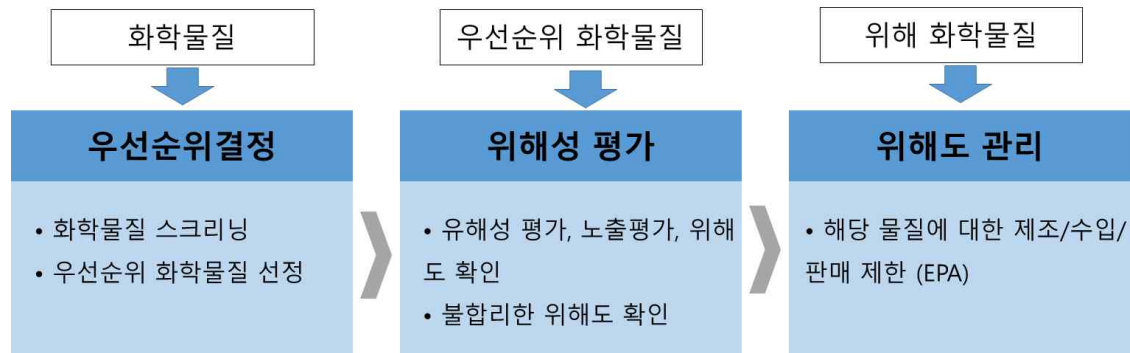 화학물질
우선순위 화학물질
위해 화학물질
우선순위결정
• 화학물질 스크리닝
• 우선순위 화학물질 선정
위해성 평가
• 유해성 평가, 노출평가, 위해
도 확인
• 불합리한 위해도 확인
위해도 관리
• 해당 물질에 대한 제조/수입/
판매 제한 (EPA)